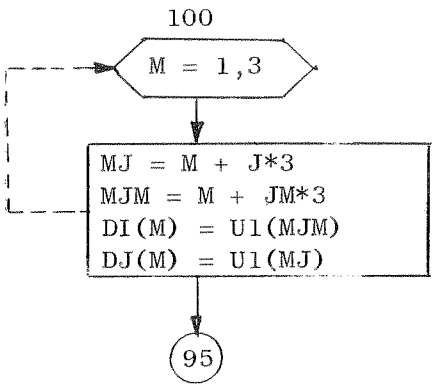 100
M = 1,3
MJ = M + J*3
MJM = M + JM*3
DI(M) = U1(MJM)
DJ(M) = U1(MJ)
95